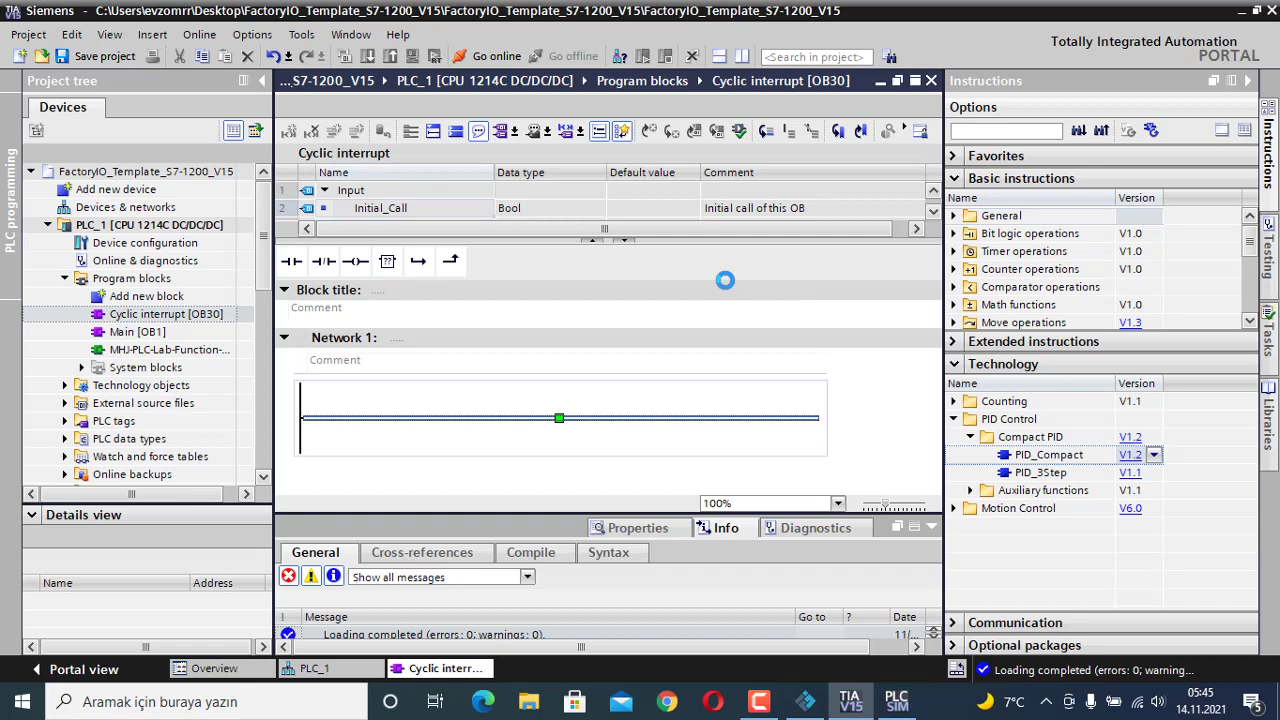 Siemens - C:\Users\evzomrr\Desktop\FactoryIO_Template_S7-1200_V15\FactoryIO_Template_S7-1200_V15\FactoryIO_Template_S7-1200_V15
Project Edit View Insert Online Options Tools Window Help
Totally Integrated Automation
PORTAL
Save project Go online Go offline <Search in project>
Project tree
...S7-1200_V15 PLC_1 [CPU 1214C DC/DC/DC] Program blocks Cyclic interrupt [OB30]
Instructions
Devices
Options
PLC programming
Cyclic interrupt
Name Data type Default value Comment
1 Input
2 Initial_Call Bool Initial call of this OB
FactoryIO_Template_S7-1200_V15
Add new device
Devices & networks
PLC_1 [CPU 1214C DC/DC/DC]
Device configuration
Online & diagnostics
Program blocks
Add new block
Cyclic interrupt [OB30]
Main [OB1]
MHJ-PLC-Lab-Function-...
System blocks
Technology objects
External source files
PLC tags
PLC data types
Watch and force tables
Online backups
Details view
Name Address
??
Block title: .....
Comment
Network 1: .....
Comment
100%
Properties Info Diagnostics
General Cross-references Compile Syntax
Show all messages
! Message Go to ? Date
Loading completed (errors: 0; warnings: 0). 11/...
Favorites
Basic instructions
Name Version
General
Bit logic operations V1.0
Timer operations V1.0
Counter operations V1.0
Comparator operations
Math functions V1.0
Move operations V1.3
Extended instructions
Technology
Name Version
Counting V1.1
PID Control
Compact PID V1.2
PID_Compact V1.2
PID_3Step V1.1
Auxiliary functions V1.1
Motion Control V6.0
Communication
Optional packages
Instructions
Testing
Tasks
Libraries
Portal view Overview PLC_1 Cyclic interr...
Loading completed (errors: 0; warning...
Aramak için buraya yazın
TIA
V15
PLC
SIM
7°C
05:45
14.11.2021
5